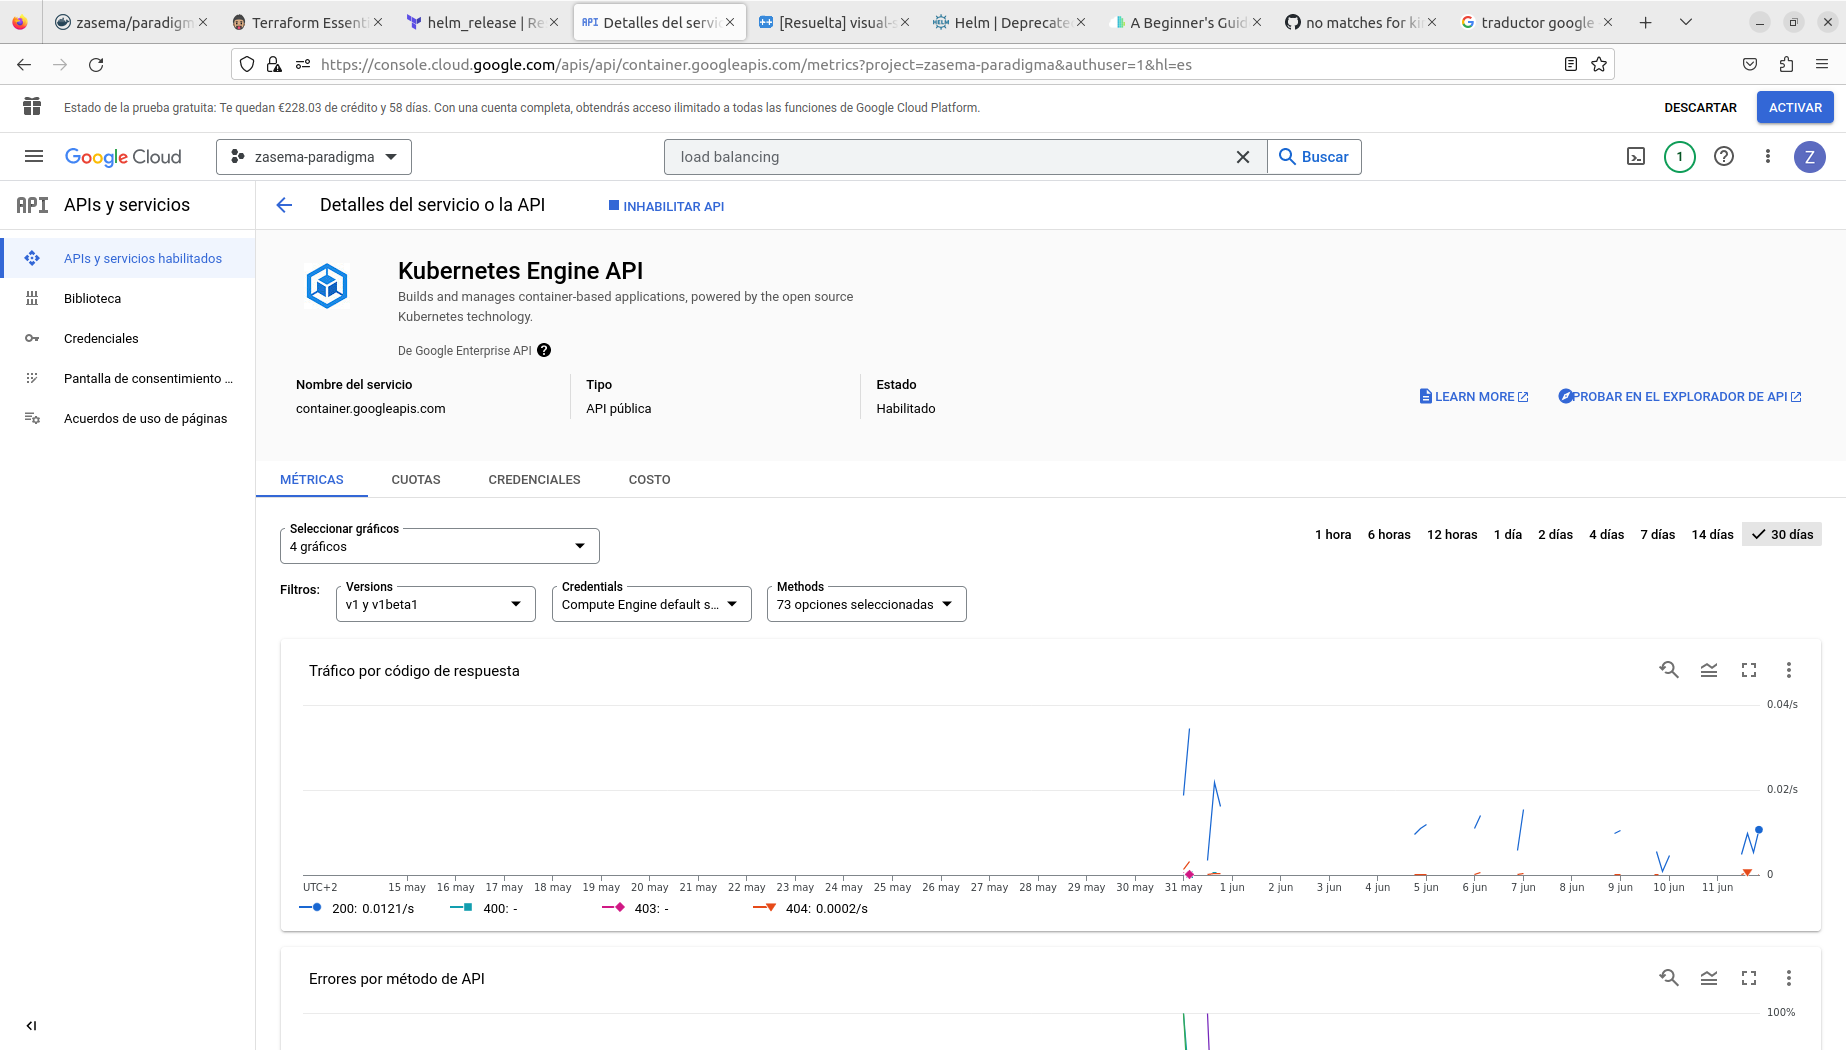 zasema/paradigm
Terraform Essenti
helm_release | Re
API Detalles del servic
[Resuelta] visual-s
Helm | Deprecate
A Beginner's Guid
no matches for ki
traductor google -
https://console.cloud.google.com/apis/api/container.googleapis.com/metrics?project=zasema-paradigma&authuser=1&hl=es
Estado de la prueba gratuita: Te quedan €228.03 de crédito y 58 días. Con una cuenta completa, obtendrás acceso ilimitado a todas las funciones de Google Cloud Platform.
DESCARTAR
ACTIVAR
Google Cloud
zasema-paradigma
load balancing
Buscar
1
Z
API APIs y servicios
Detalles del servicio o la API
INHABILITAR API
APIs y servicios habilitados
Biblioteca
Credenciales
Pantalla de consentimiento ...
Acuerdos de uso de páginas
Kubernetes Engine API
Builds and manages container-based applications, powered by the open source
Kubernetes technology.
De Google Enterprise API
Nombre del servicio
container.googleapis.com
Tipo
API pública
Estado
Habilitado
LEARN MORE
PROBAR EN EL EXPLORADOR DE API
MÉTRICAS
CUOTAS
CREDENCIALES
COSTO
Seleccionar gráficos
4 gráficos
1 hora 6 horas 12 horas 1 día 2 días 4 días 7 días 14 días 30 días
Filtros:
Versions
v1 y v1beta1
Credentials
Compute Engine default s...
Methods
73 opciones seleccionadas
Tráfico por código de respuesta
0.04/s
0.02/s
0
UTC+2 15 may 16 may 17 may 18 may 19 may 20 may 21 may 22 may 23 may 24 may 25 may 26 may 27 may 28 may 29 may 30 may 31 may 1 jun 2 jun 3 jun 4 jun 5 jun 6 jun 7 jun 8 jun 9 jun 10 jun 11 jun
200: 0.0121/s 400: - 403: - 404: 0.0002/s
Errores por método de API
100%